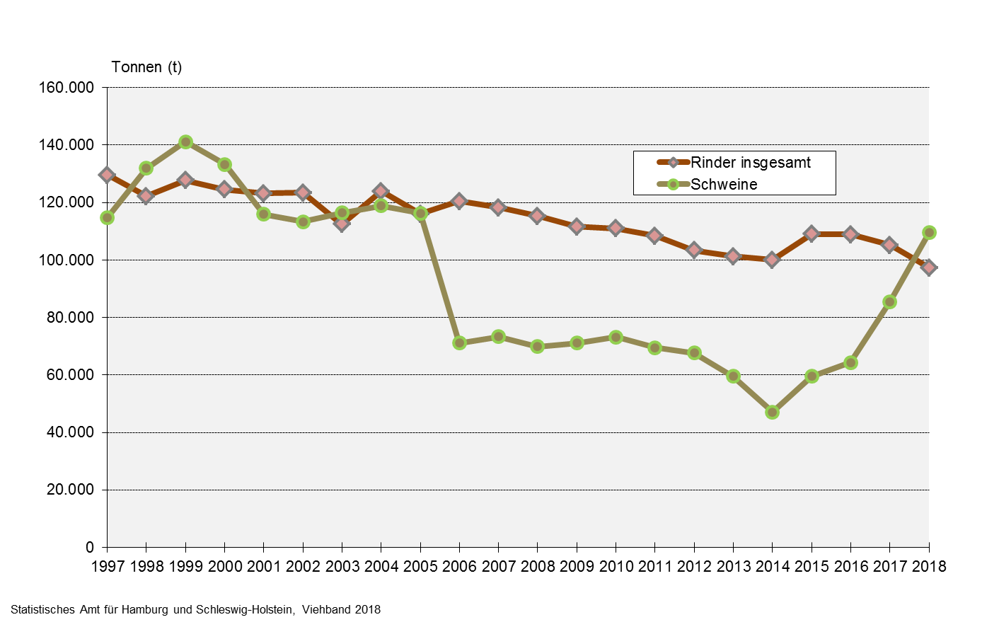 Tonnen (t)
160.000
140.000
120.000
100.000
80.000
60.000
40.000
20.000
0
Rinder insgesamt
Schweine
1997 1998 1999 2000 2001 2002 2003 2004 2005 2006 2007 2008 2009 2010 2011 2012 2013 2014 2015 2016 2017 2018
Statistisches Amt für Hamburg und Schleswig-Holstein, Viehband 2018